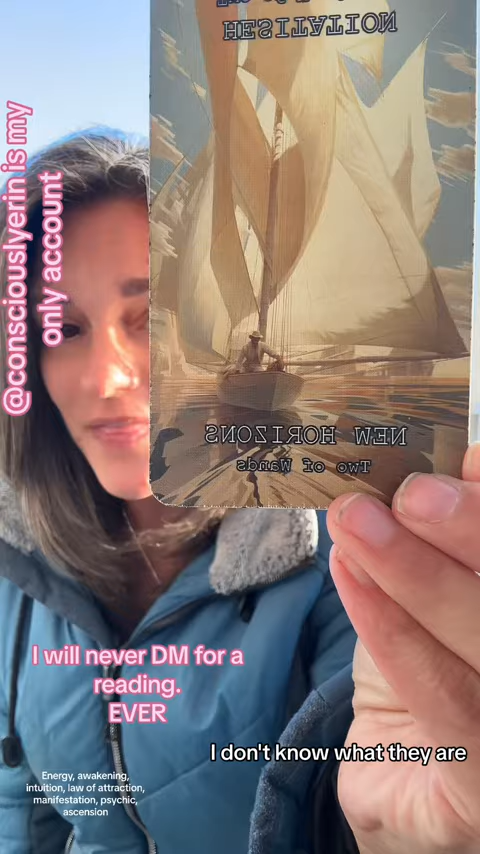 HESITATION
@consciouslyerin is my
only account
NEW HORIZONS
Two of Wands
I will never DM for a
reading.
EVER
I don't know what they are
Energy, awakening,
intuition, law of attraction,
manifestation, psychic,
ascension